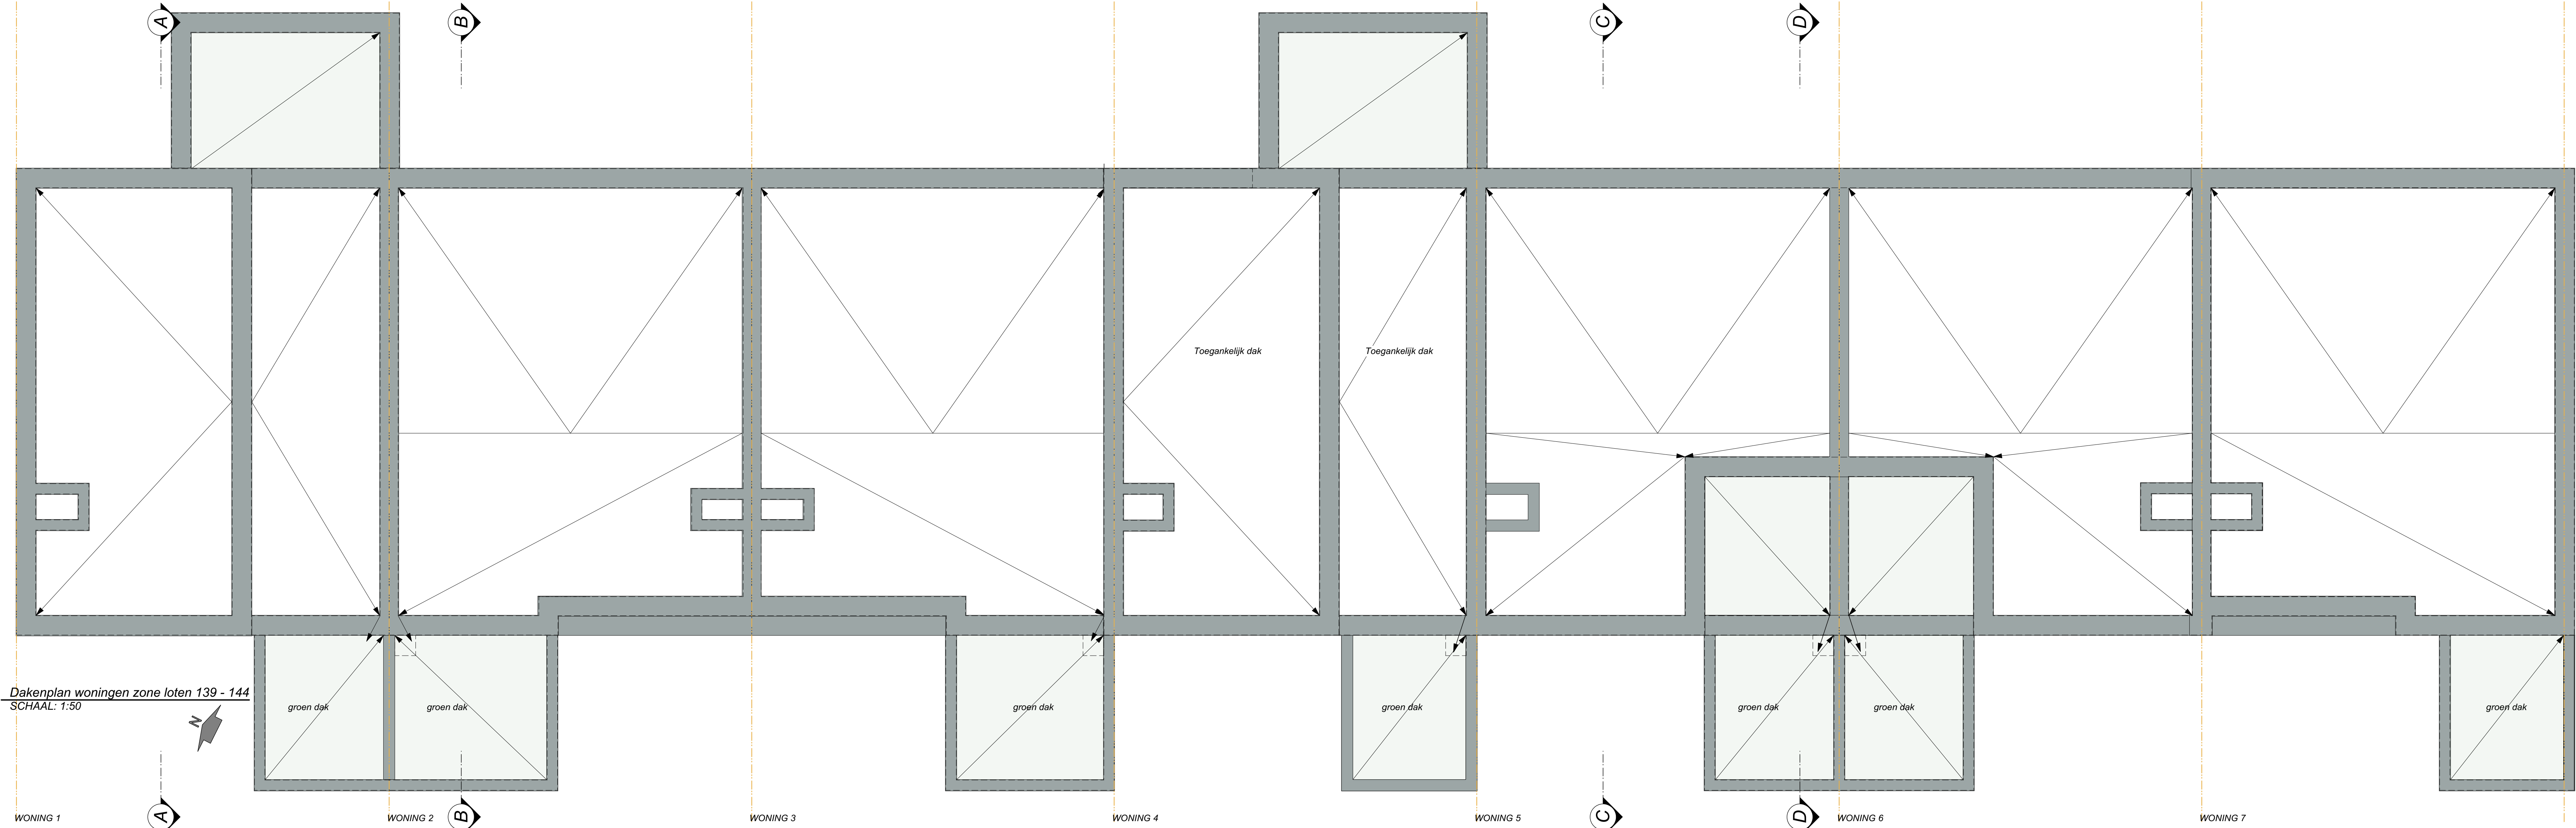 A
B
C
D
Toegankelijk dak
Toegankelijk dak
Dakenplan woningen zone loten 139 - 144
SCHAAL: 1:50
N
groen dak
groen dak
groen dak
groen dak
groen dak
groen dak
groen dak
WONING 1
A
WONING 2
B
WONING 3
WONING 4
WONING 5
C
D
WONING 6
WONING 7